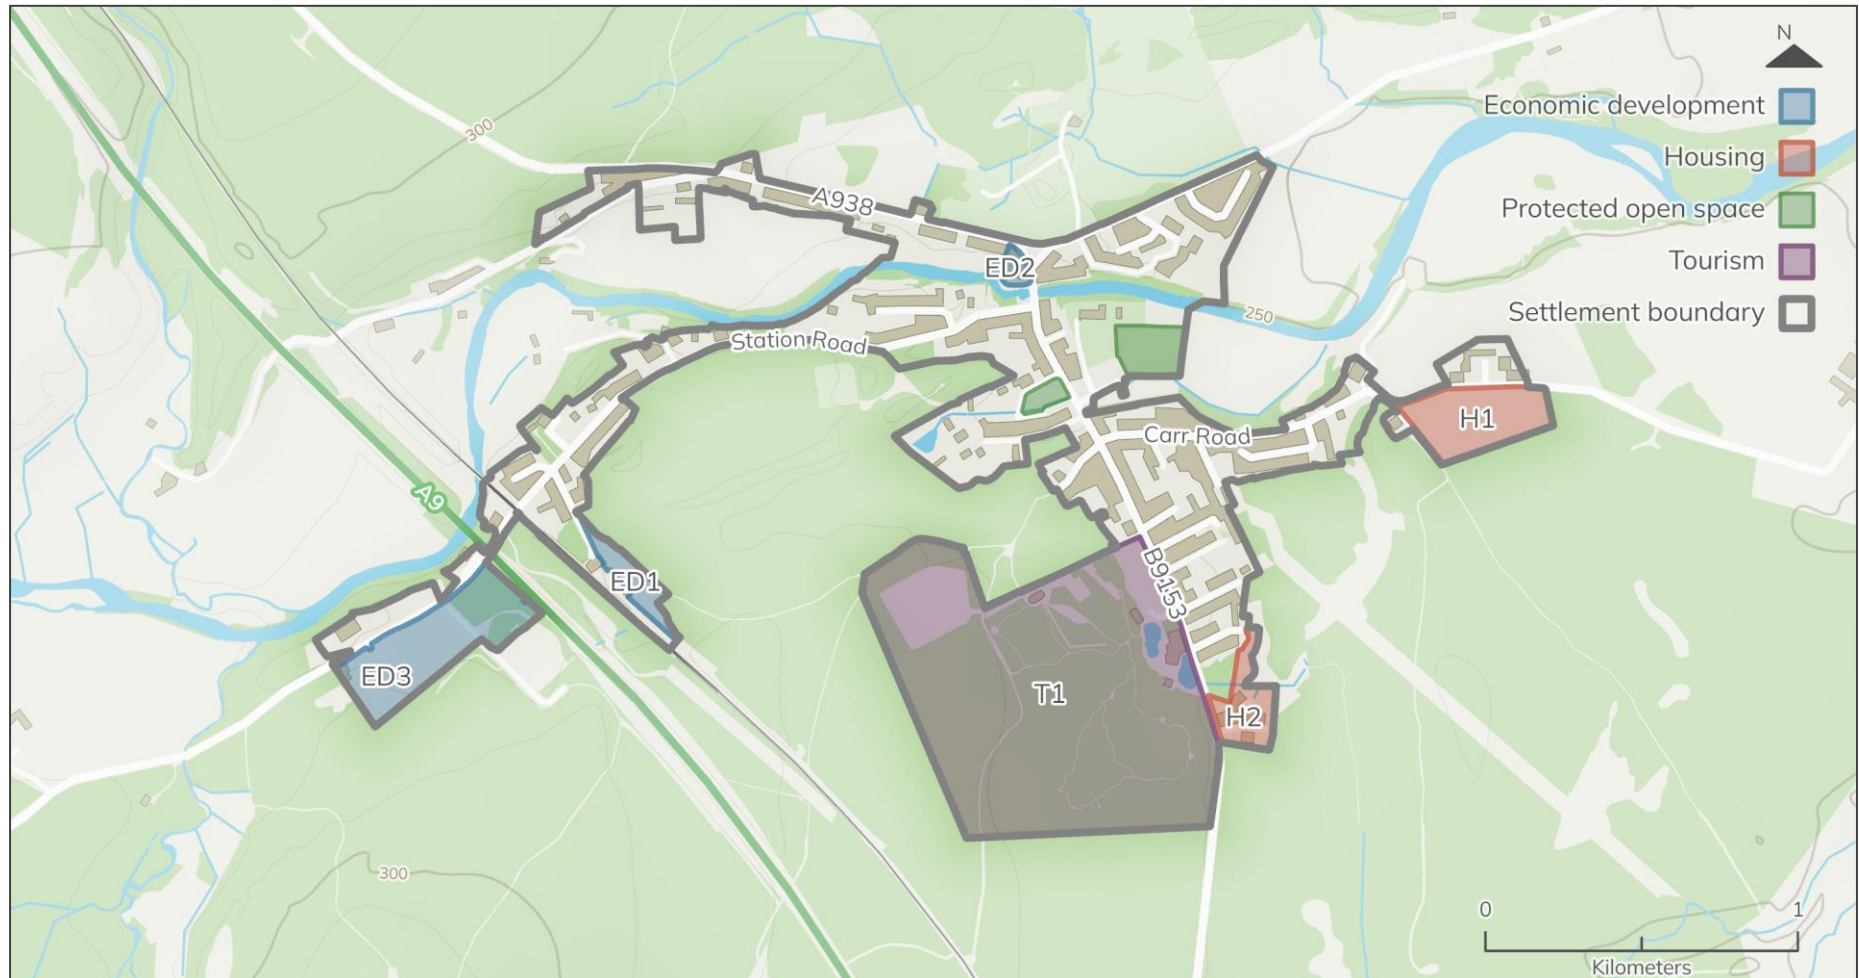 N
Economic development
Housing
Protected open space
Tourism
Settlement boundary
300
A938
ED2
250
Station Road
H1
Carr Road
A9
ED1
B9153
ED3
T1
H2
300
0 1
Kilometers